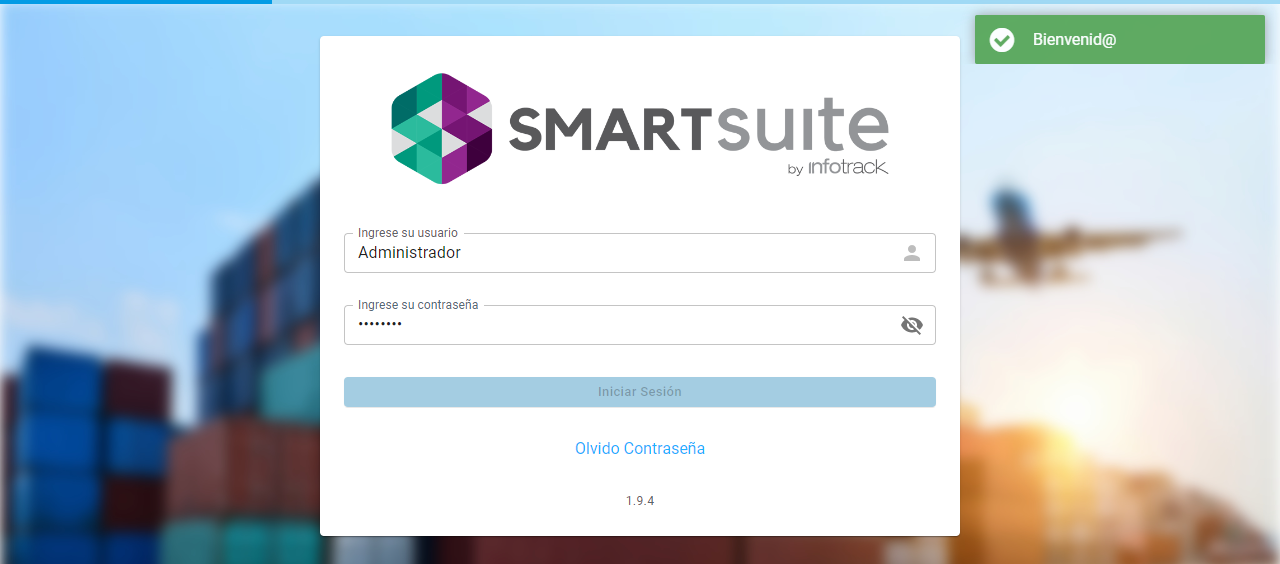 Bienvenid@
SMARTsuite
by infotrack
Ingrese su usuario
Administrador
Ingrese su contraseña
••••••••
Iniciar Sesión
Olvido Contraseña
1.9.4